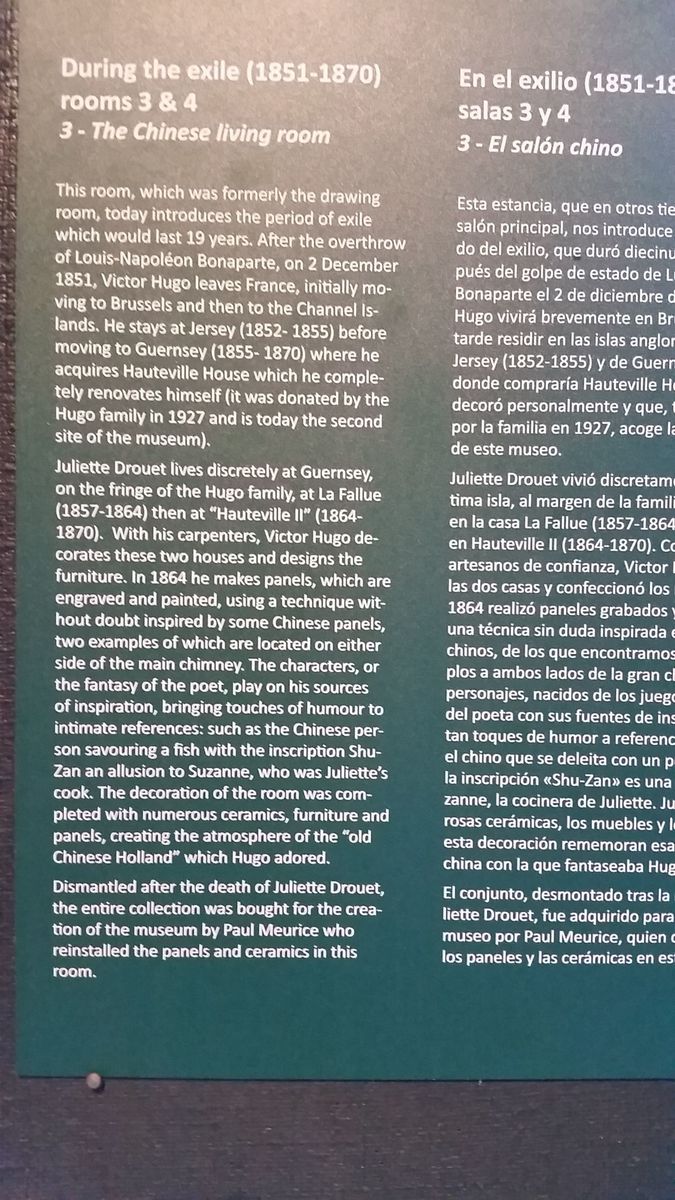 During the exile (1851-1870)
rooms 3 & 4
3 - The Chinese living room
This room, which was formerly the drawing
room, today introduces the period of exile
which would last 19 years. After the overthrow
of Louis-Napoléon Bonaparte, on 2 December
1851, Victor Hugo leaves France, initially mo-
ving to Brussels and then to the Channel Is-
lands. He stays at Jersey (1852- 1855) before
moving to Guernsey (1855- 1870) where he
acquires Hauteville House which he comple-
tely renovates himself (it was donated by the
Hugo family in 1927 and is today the second
site of the museum).
Juliette Drouet lives discretely at Guernsey,
on the fringe of the Hugo family, at La Fallue
(1857-1864) then at “Hauteville II” (1864-
1870). With his carpenters, Victor Hugo de-
corates these two houses and designs the
furniture. In 1864 he makes panels, which are
engraved and painted, using a technique wit-
hout doubt inspired by some Chinese panels,
two examples of which are located on either
side of the main chimney. The characters, or
the fantasy of the poet, play on his sources
of inspiration, bringing touches of humour to
intimate references: such as the Chinese per-
son savouring a fish with the inscription Shu-
Zan an allusion to Suzanne, who was Juliette’s
cook. The decoration of the room was com-
pleted with numerous ceramics, furniture and
panels, creating the atmosphere of the “old
Chinese Holland” which Hugo adored.
Dismantled after the death of Juliette Drouet,
the entire collection was bought for the crea-
tion of the museum by Paul Meurice who
reinstalled the panels and ceramics in this
room.
En el exilio (1851-18
salas 3 y 4
3 - El salón chino
Esta estancia, que en otros tie
salón principal, nos introduce
do del exilio, que duró diecinu
pués del golpe de estado de L
Bonaparte el 2 de diciembre d
Hugo vivirá brevemente en Br
tarde residir en las islas anglor
Jersey (1852-1855) y de Guern
donde compraría Hauteville H
decoró personalmente y que,
por la familia en 1927, acoge la
de este museo.
Juliette Drouet vivió discretam
tima isla, al margen de la famili
en la casa La Fallue (1857-1864
en Hauteville II (1864-1870). Co
artesanos de confianza, Victor
las dos casas y confeccionó los
1864 realizó paneles grabados y
una técnica sin duda inspirada e
chinos, de los que encontramos
plos a ambos lados de la gran c
personajes, nacidos de los juego
del poeta con sus fuentes de ins
tan toques de humor a referenc
el chino que se deleita con un p
la inscripción «Shu-Zan» es una
zanne, la cocinera de Juliette. Ju
rosas cerámicas, los muebles y l
esta decoración rememoran esa
china con la que fantaseaba Hug
El conjunto, desmontado tras la
liette Drouet, fue adquirido para
museo por Paul Meurice, quien
los paneles y las cerámicas en es